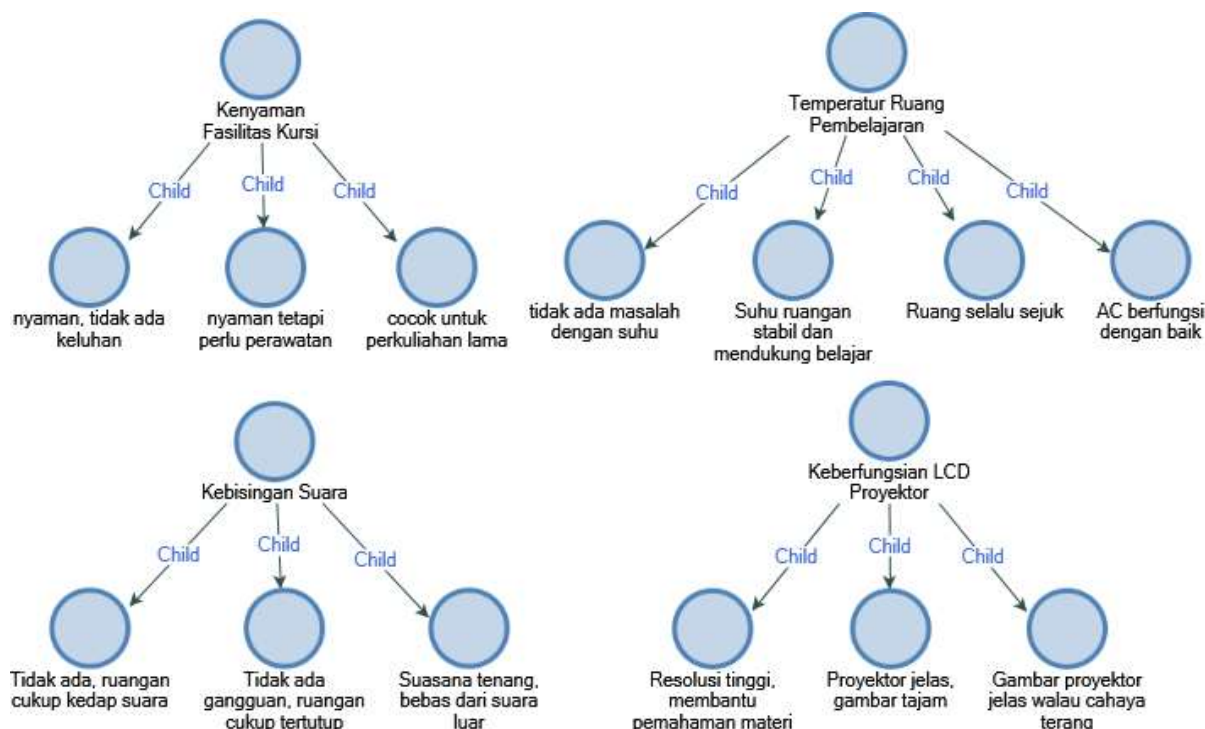 Kenyaman
Fasilitas Kursi
Child
Child
Child
nyaman, tidak ada
keluhan
nyaman tetapi
perlu perawatan
cocok untuk
perkuliahan lama
Temperatur Ruang
Pembelajaran
Child
Child
Child
Child
tidak ada masalah
dengan suhu
Suhu ruangan
stabil dan
mendukung belajar
Ruang selalu sejuk
AC berfungsi
dengan baik
Kebisingan Suara
Child
Child
Child
Tidak ada, ruangan
cukup kedap suara
Tidak ada
gangguan, ruangan
cukup tertutup
Suasana tenang,
bebas dari suara
luar
Keberfungsian LCD
Proyektor
Child
Child
Child
Resolusi tinggi,
membantu
pemahaman materi
Proyektor jelas,
gambar tajam
Gambar proyektor
jelas walau cahaya
terang